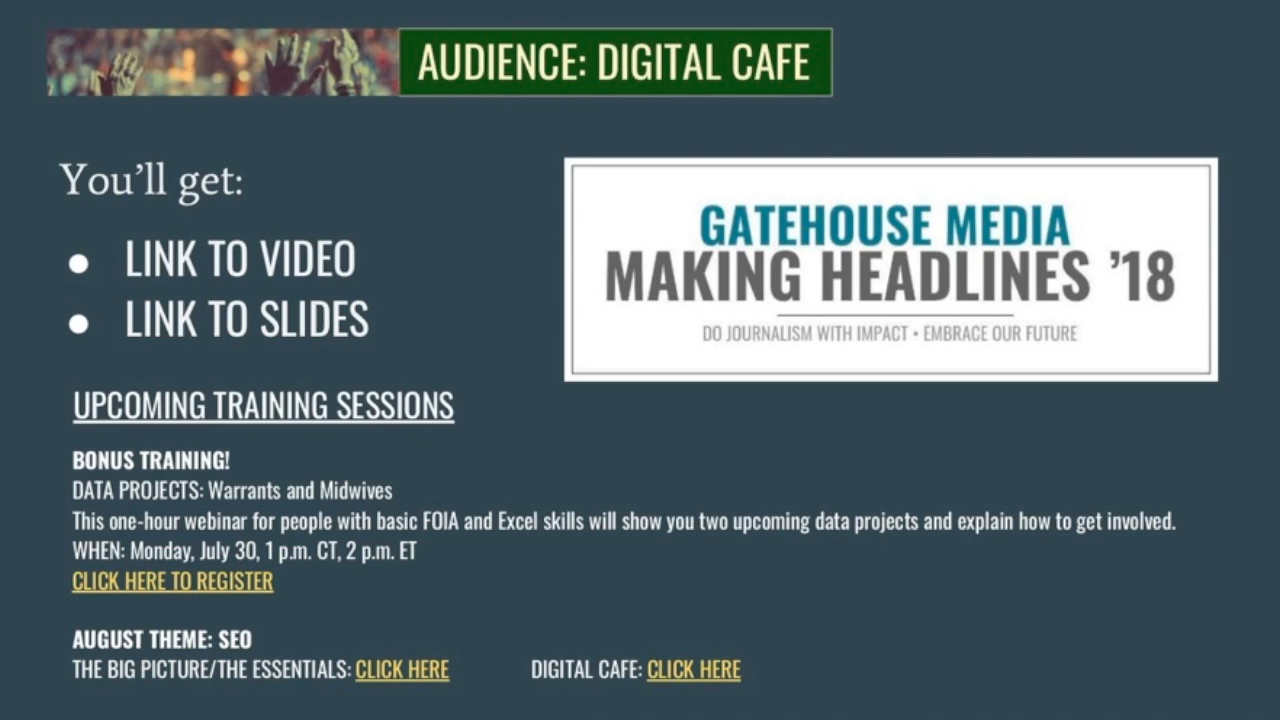 AUDIENCE: DIGITAL CAFE
You’ll get:
● LINK TO VIDEO
● LINK TO SLIDES
GATEHOUSE MEDIA
MAKING HEADLINES ’18
DO JOURNALISM WITH IMPACT • EMBRACE OUR FUTURE
UPCOMING TRAINING SESSIONS
BONUS TRAINING!
DATA PROJECTS: Warrants and Midwives
This one-hour webinar for people with basic FOIA and Excel skills will show you two upcoming data projects and explain how to get involved.
WHEN: Monday, July 30, 1 p.m. CT, 2 p.m. ET
CLICK HERE TO REGISTER
AUGUST THEME: SEO
THE BIG PICTURE/THE ESSENTIALS: CLICK HERE DIGITAL CAFE: CLICK HERE